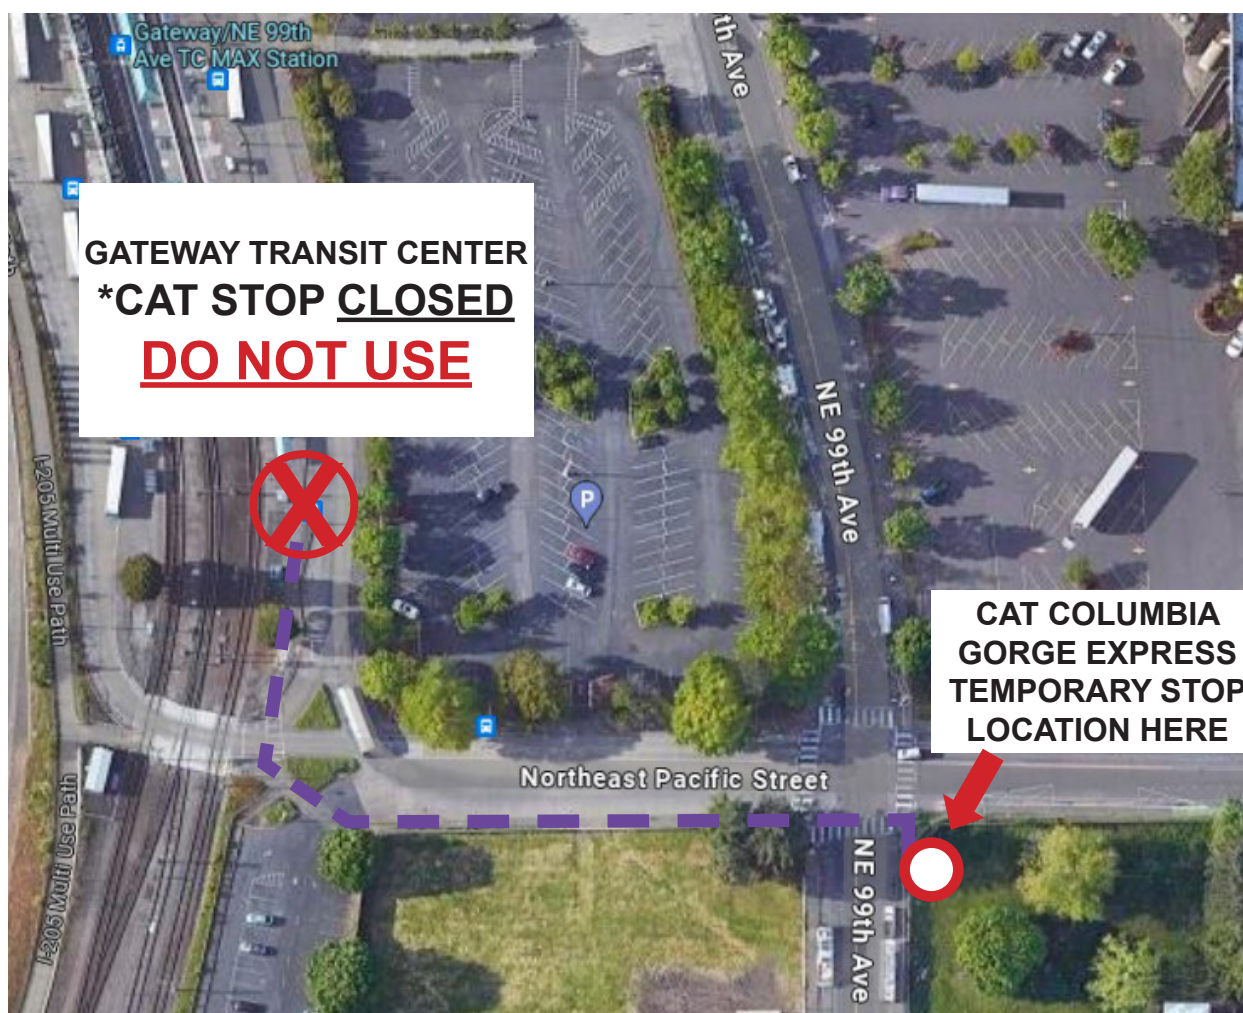 Gateway/NE 99th
Ave TC MAX Station
th Ave
GATEWAY TRANSIT CENTER
*CAT STOP CLOSED
DO NOT USE
NE 99th Ave
I-205 Multi Use Path
P
CAT COLUMBIA
GORGE EXPRESS
TEMPORARY STOP
LOCATION HERE
Northeast Pacific Street
I-205 Multi Use Path
NE 99th Ave